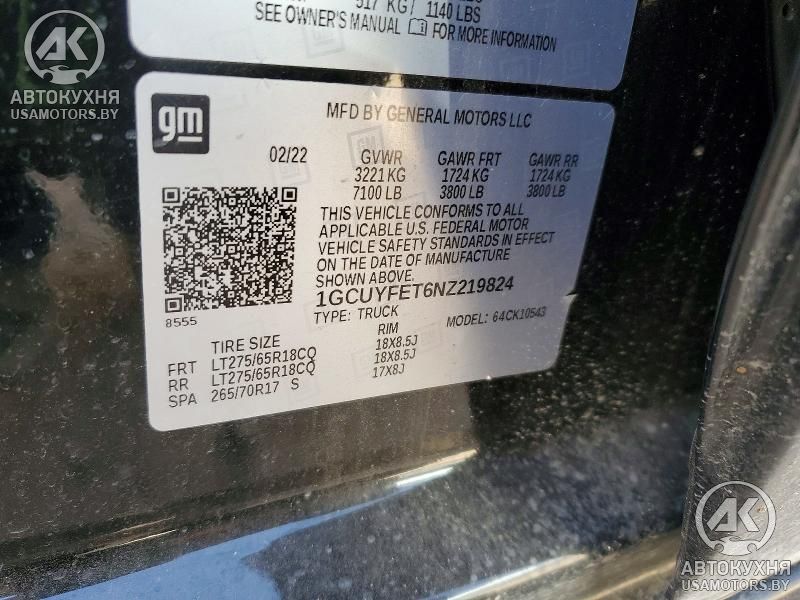 517 KG / 1140 LBS
SEE OWNER'S MANUAL FOR MORE INFORMATION
AK
АВТОКУХНЯ
USAMOTORS.BY
gm
MFD BY GENERAL MOTORS LLC
02/22 GVWR GAWR FRT GAWR RR
3221 KG 1724 KG 1724 KG
7100 LB 3800 LB 3800 LB
THIS VEHICLE CONFORMS TO ALL
APPLICABLE U.S. FEDERAL MOTOR
VEHICLE SAFETY STANDARDS IN EFFECT
ON THE DATE OF MANUFACTURE
SHOWN ABOVE.
1GCUYFET6NZ219824
8555
TYPE: TRUCK MODEL: 64CK10543
TIRE SIZE RIM
FRT LT275/65R18CQ 18X8.5J
RR LT275/65R18CQ 18X8.5J
SPA 265/70R17 S 17X8J
AK
АВТОКУХНЯ
USAMOTORS.BY